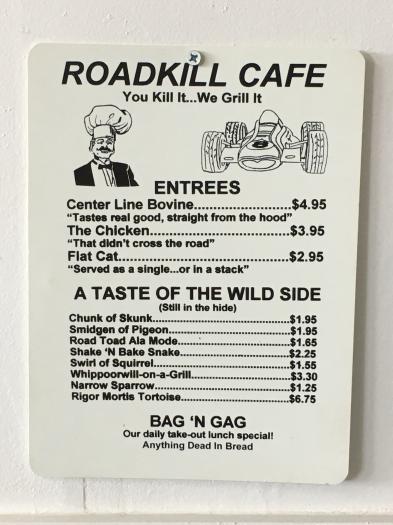 ROADKILL CAFE
You Kill It...We Grill It
ENTREES
Center Line Bovine........................$4.95
"Tastes real good, straight from the hood"
The Chicken...................................$3.95
"That didn't cross the road"
Flat Cat...........................................$2.95
"Served as a single...or in a stack"
A TASTE OF THE WILD SIDE
(Still in the hide)
Chunk of Skunk..........................................$1.95
Smidgen of Pigeon.....................................$1.95
Road Toad Ala Mode...................................$1.65
Shake 'N Bake Snake..................................$2.25
Swirl of Squirrel..........................................$1.55
Whippoorwill-on-a-Grill..............................$3.30
Narrow Sparrow.........................................$1.25
Rigor Mortis Tortoise..................................$6.75
BAG 'N GAG
Our daily take-out lunch special!
Anything Dead In Bread